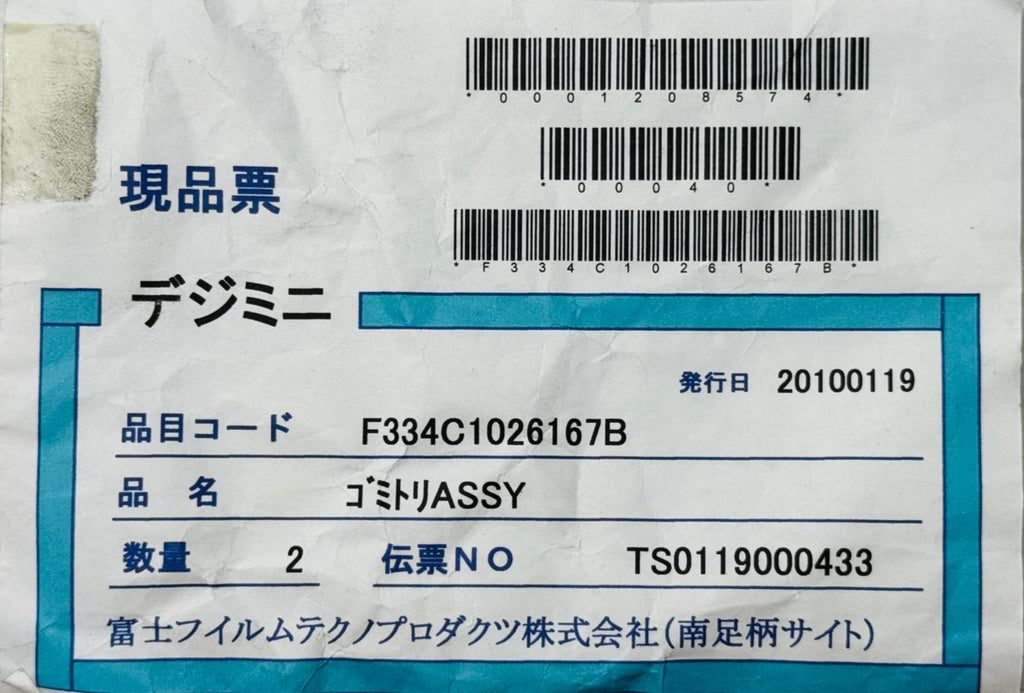 *0001208574*
*00040*
現品票
*F334C1026167B*
デジミニ
発行日 20100119
品目コード F334C1026167B
品 名 ｺﾞﾐﾄﾘASSY
数量 2 伝票NO TS0119000433
富士フイルムテクノプロダクツ株式会社(南足柄サイト)